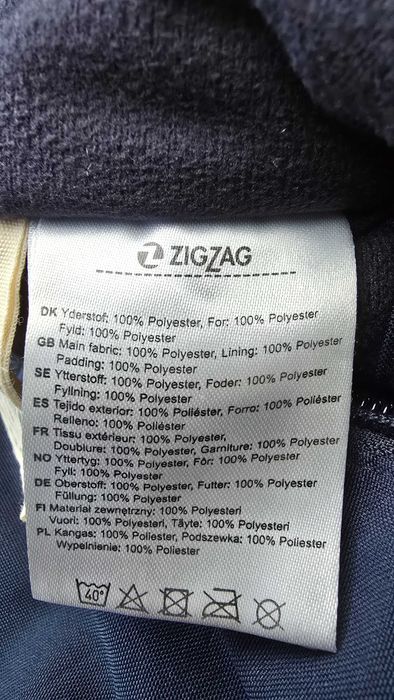 ZIGZAG
DK Yderstof: 100% Polyester, For: 100% Polyester
Fyld: 100% Polyester
GB Main fabric: 100% Polyester, Lining: 100% Polyester
Padding: 100% Polyester
SE Ytterstoff: 100% Polyester, Foder: 100% Polyester
Fyllning: 100% Polyester
ES Tejido exterior: 100% Poliéster, Forro: 100% Poliéster
Relleno: 100% Poliéster
FR Tissu extérieur: 100% Polyester,
Doublure: 100% Polyester, Garniture: 100% Polyester
NO Yttertyg: 100% Polyester, Fôr: 100% Polyester
Fyll: 100% Polyester
DE Oberstoff: 100% Polyester, Futter: 100% Polyester
Füllung: 100% Polyester
FI Materiał zewnętrzny: 100% Polyesteri
Vuori: 100% Polyesteri, Täyte: 100% Polyesteri
PL Kangas: 100% Poliester, Podszewka: 100% Poliester
Wypełnienie: 100% Poliester
40°